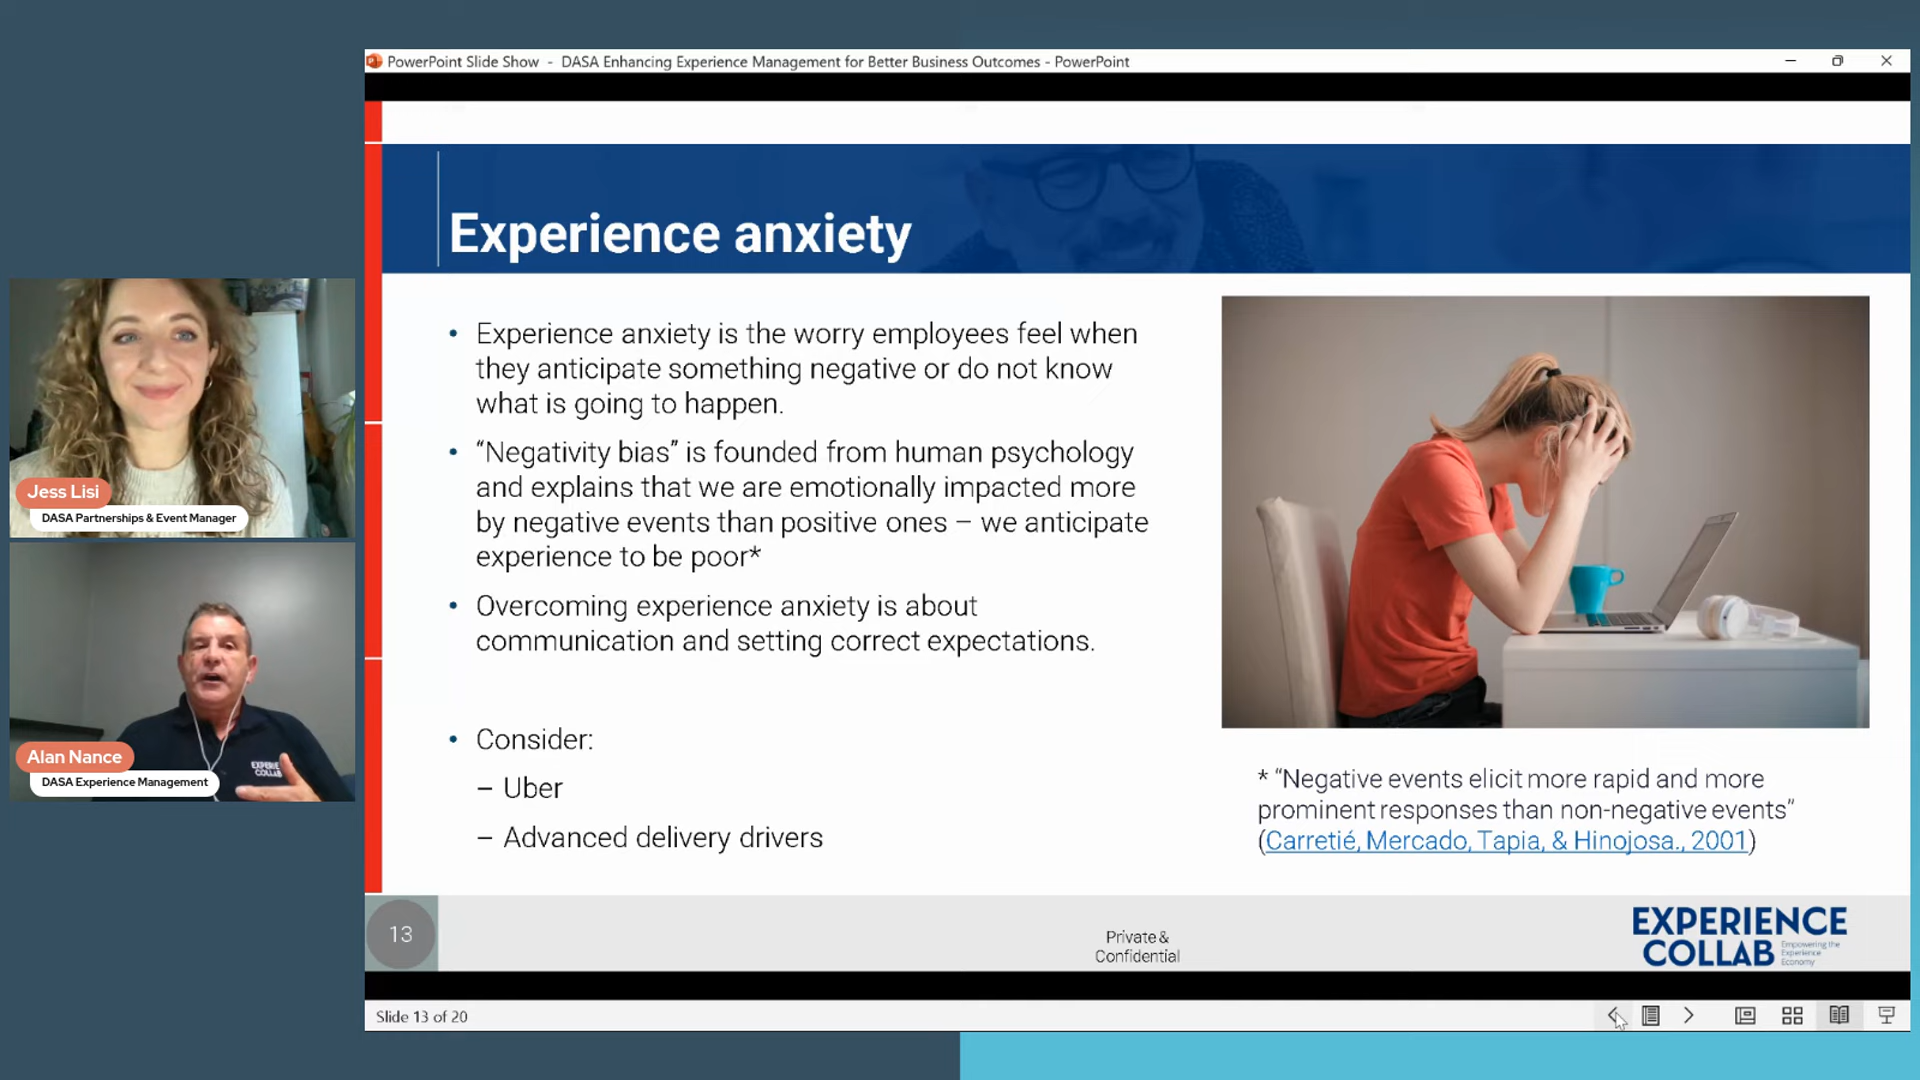 PowerPoint Slide Show - DASA Enhancing Experience Management for Better Business Outcomes - PowerPoint
Experience anxiety
• Experience anxiety is the worry employees feel when
they anticipate something negative or do not know
what is going to happen.
• “Negativity bias” is founded from human psychology
and explains that we are emotionally impacted more
by negative events than positive ones – we anticipate
experience to be poor*
• Overcoming experience anxiety is about
communication and setting correct expectations.
• Consider:
– Uber
– Advanced delivery drivers
* “Negative events elicit more rapid and more
prominent responses than non-negative events”
(Carretié, Mercado, Tapia, & Hinojosa., 2001)
13
Private &
Confidential
EXPERIENCE
COLLAB
Empowering the
Experience
Economy
Slide 13 of 20
Jess Lisi
DASA Partnerships & Event Manager
EXPERIE
COLLAB
Alan Nance
DASA Experience Management